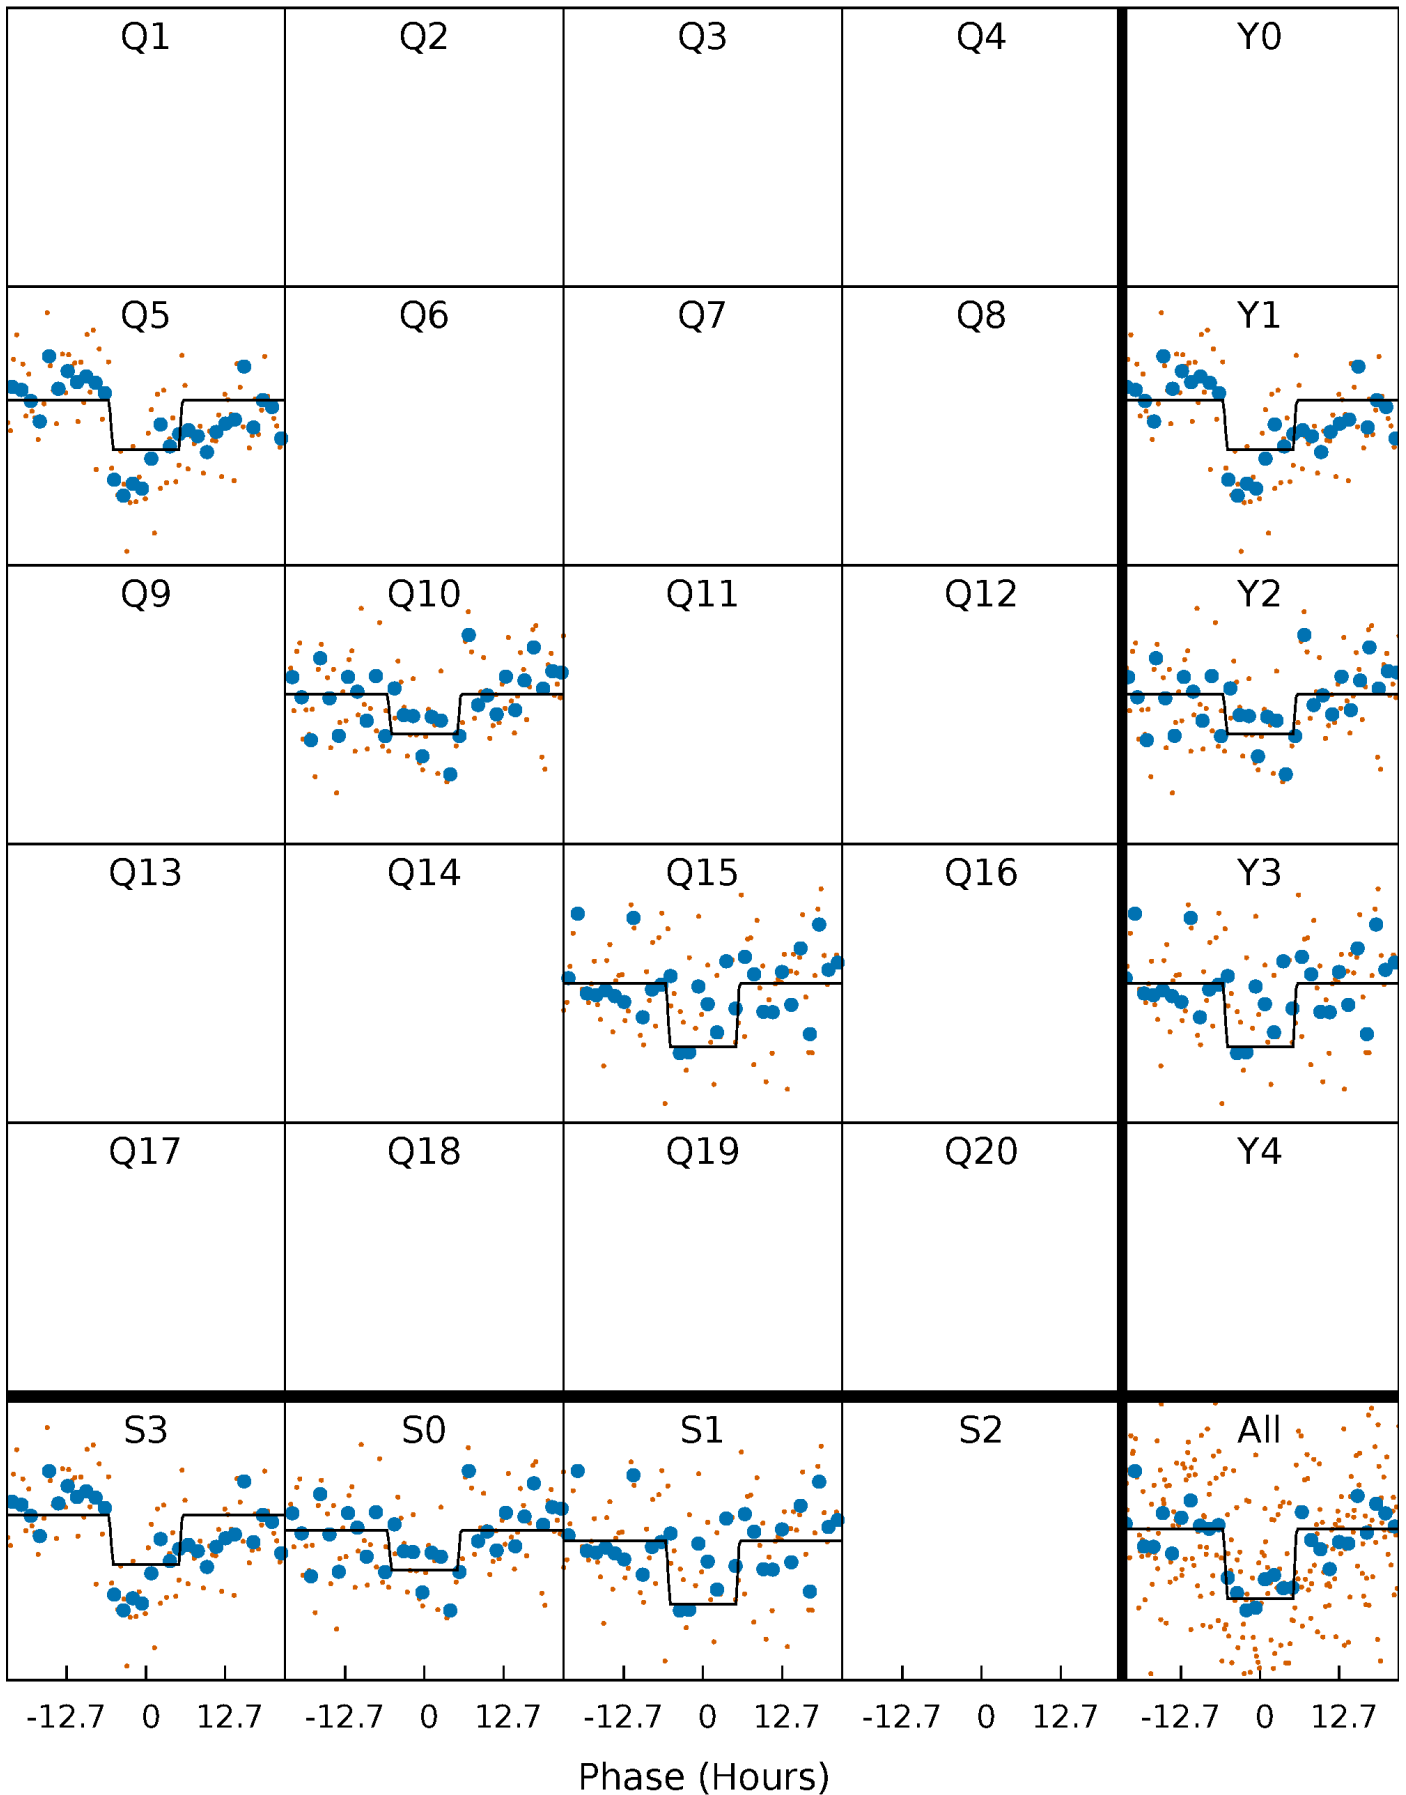 Q1 Q2 Q3 Q4 Y0
Q5 Q6 Q7 Q8 Y1
Q9 Q10 Q11 Q12 Y2
Q13 Q14 Q15 Q16 Y3
Q17 Q18 Q19 Q20 Y4
S3 S0 S1 S2 All
-12.7 0 12.7 -12.7 0 12.7 -12.7 0 12.7 -12.7 0 12.7 -12.7 0 12.7
Phase (Hours)